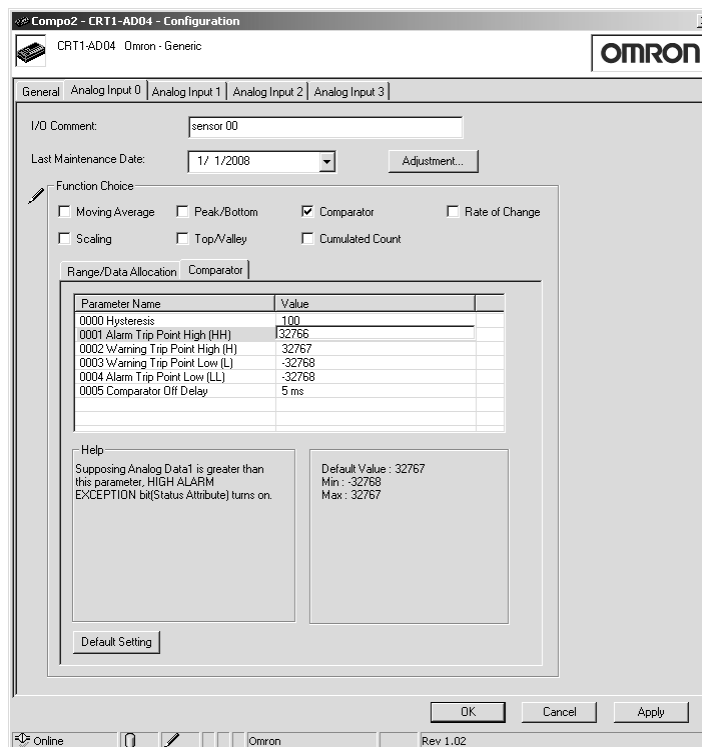 Compo2 - CRT1-AD04 - Configuration
CRT1-AD04 Omron - Generic
OMRON
General Analog Input 0 Analog Input 1 Analog Input 2 Analog Input 3
I/O Comment: sensor 00
Last Maintenance Date: 1/ 1/2008 Adjustment...
Function Choice
Moving Average Peak/Bottom Comparator Rate of Change
Scaling Top/Valley Cumulated Count
Range/Data Allocation Comparator
Parameter Name Value
0000 Hysteresis 100
0001 Alarm Trip Point High (HH) 32766
0002 Warning Trip Point High (H) 32767
0003 Warning Trip Point Low (L) -32768
0004 Alarm Trip Point Low (LL) -32768
0005 Comparator Off Delay 5 ms
Help
Supposing Analog Data1 is greater than
this parameter, HIGH ALARM
EXCEPTION bit(Status Attribute) turns on.
Default Value : 32767
Min : -32768
Max : 32767
Default Setting
OK Cancel Apply
Online Omron Rev 1.02